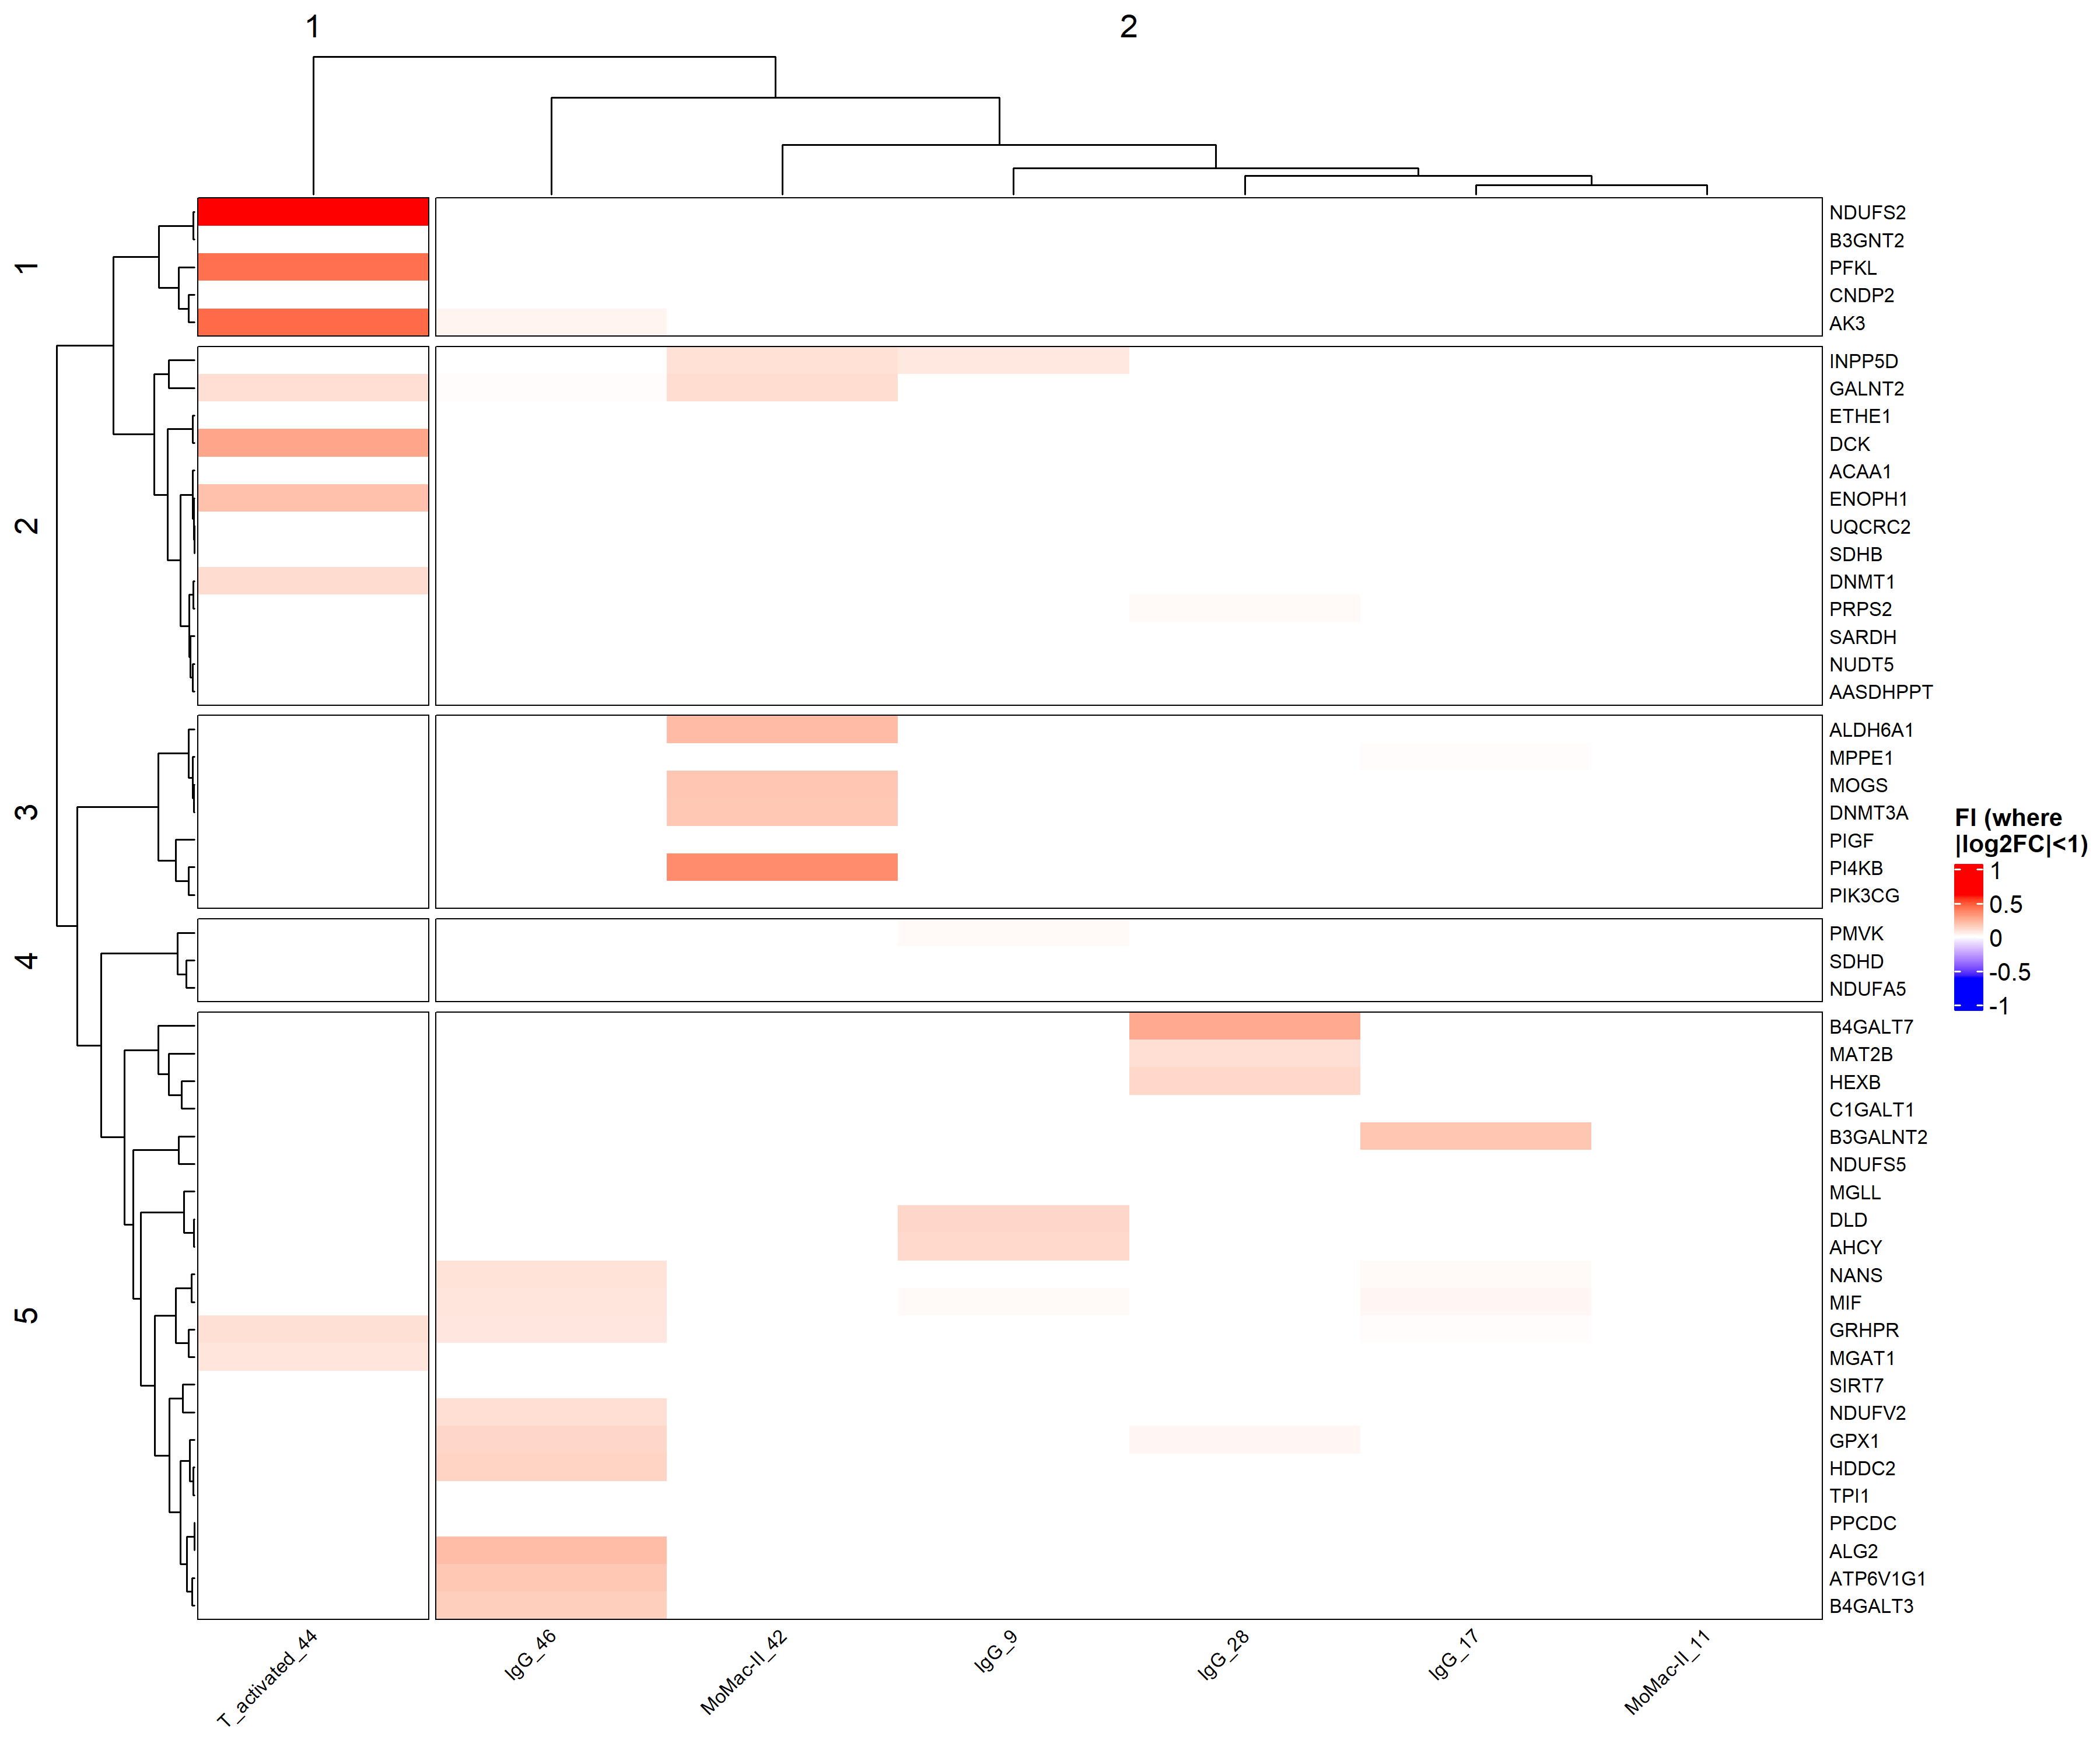 1
2
1
2
3
4
5
NDUFS2
B3GNT2
PFKL
CNDP2
AK3
INPP5D
GALNT2
ETHE1
DCK
ACAA1
ENOPH1
UQCRC2
SDHB
DNMT1
PRPS2
SARDH
NUDT5
AASDHPPT
ALDH6A1
MPPE1
MOGS
DNMT3A
PIGF
PI4KB
PIK3CG
PMVK
SDHD
NDUFA5
B4GALT7
MAT2B
HEXB
C1GALT1
B3GALNT2
NDUFS5
MGLL
DLD
AHCY
NANS
MIF
GRHPR
MGAT1
SIRT7
NDUFV2
GPX1
HDDC2
TPI1
PPCDC
ALG2
ATP6V1G1
B4GALT3
FI (where
|log2FC|<1)
1
0.5
0
-0.5
-1
T_activated_44
IgG_46
MoMac-II_42
IgG_9
IgG_28
IgG_17
MoMac-II_11